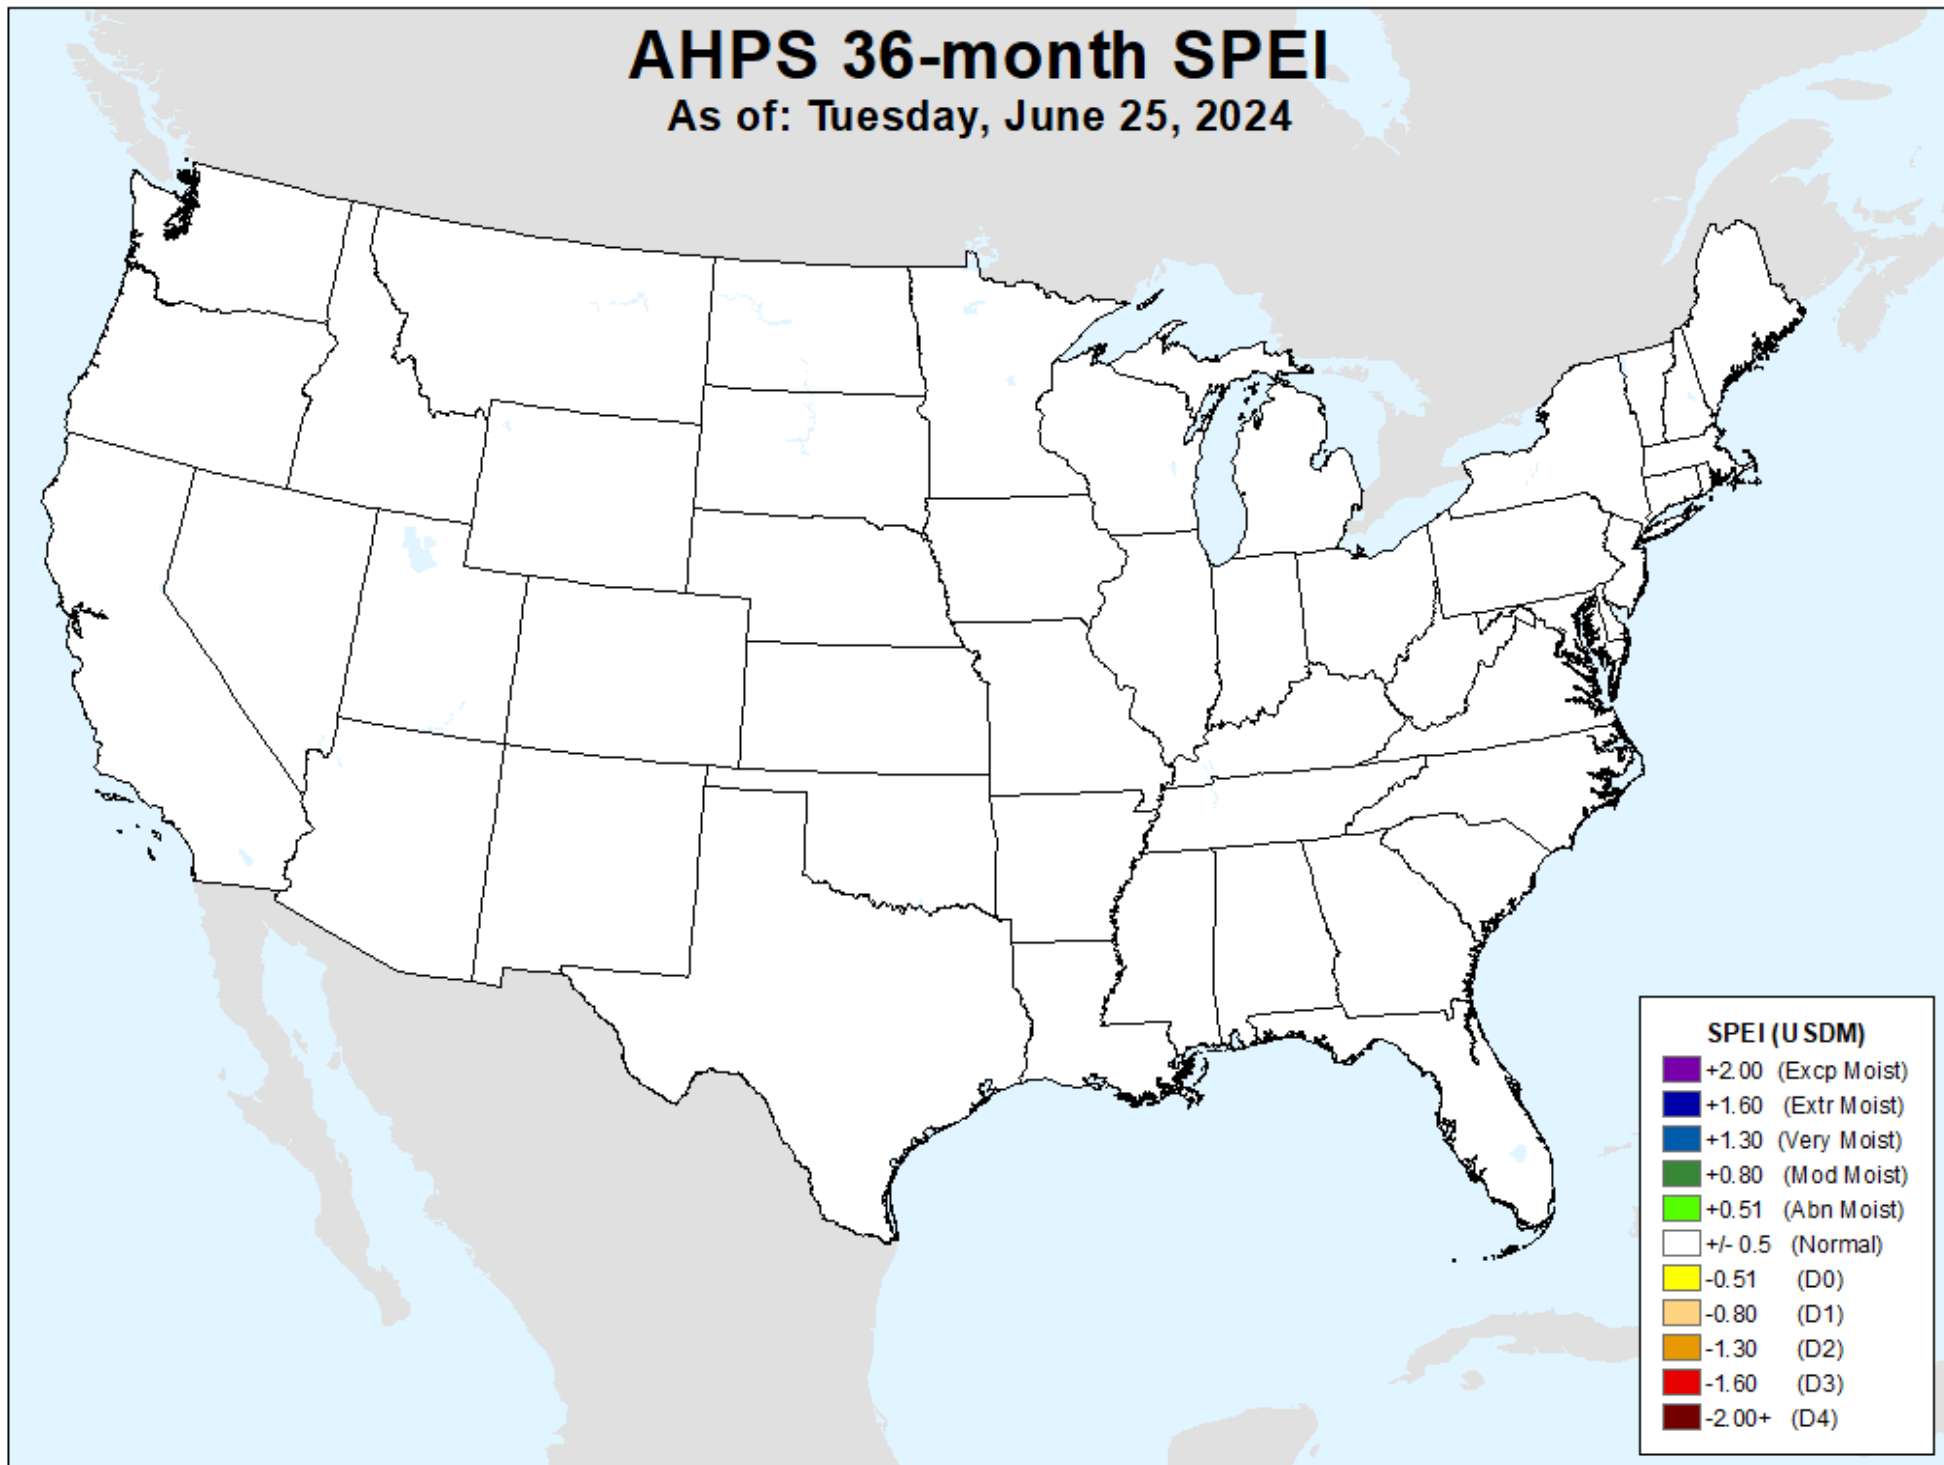 AHPS 36-month SPEI
As of: Tuesday, June 25, 2024
SPEI (USDM)
+2.00 (Excp Moist)
+1.60 (Extr Moist)
+1.30 (Very Moist)
+0.80 (Mod Moist)
+0.51 (Abn Moist)
+/- 0.5 (Normal)
-0.51 (D0)
-0.80 (D1)
-1.30 (D2)
-1.60 (D3)
-2.00+ (D4)